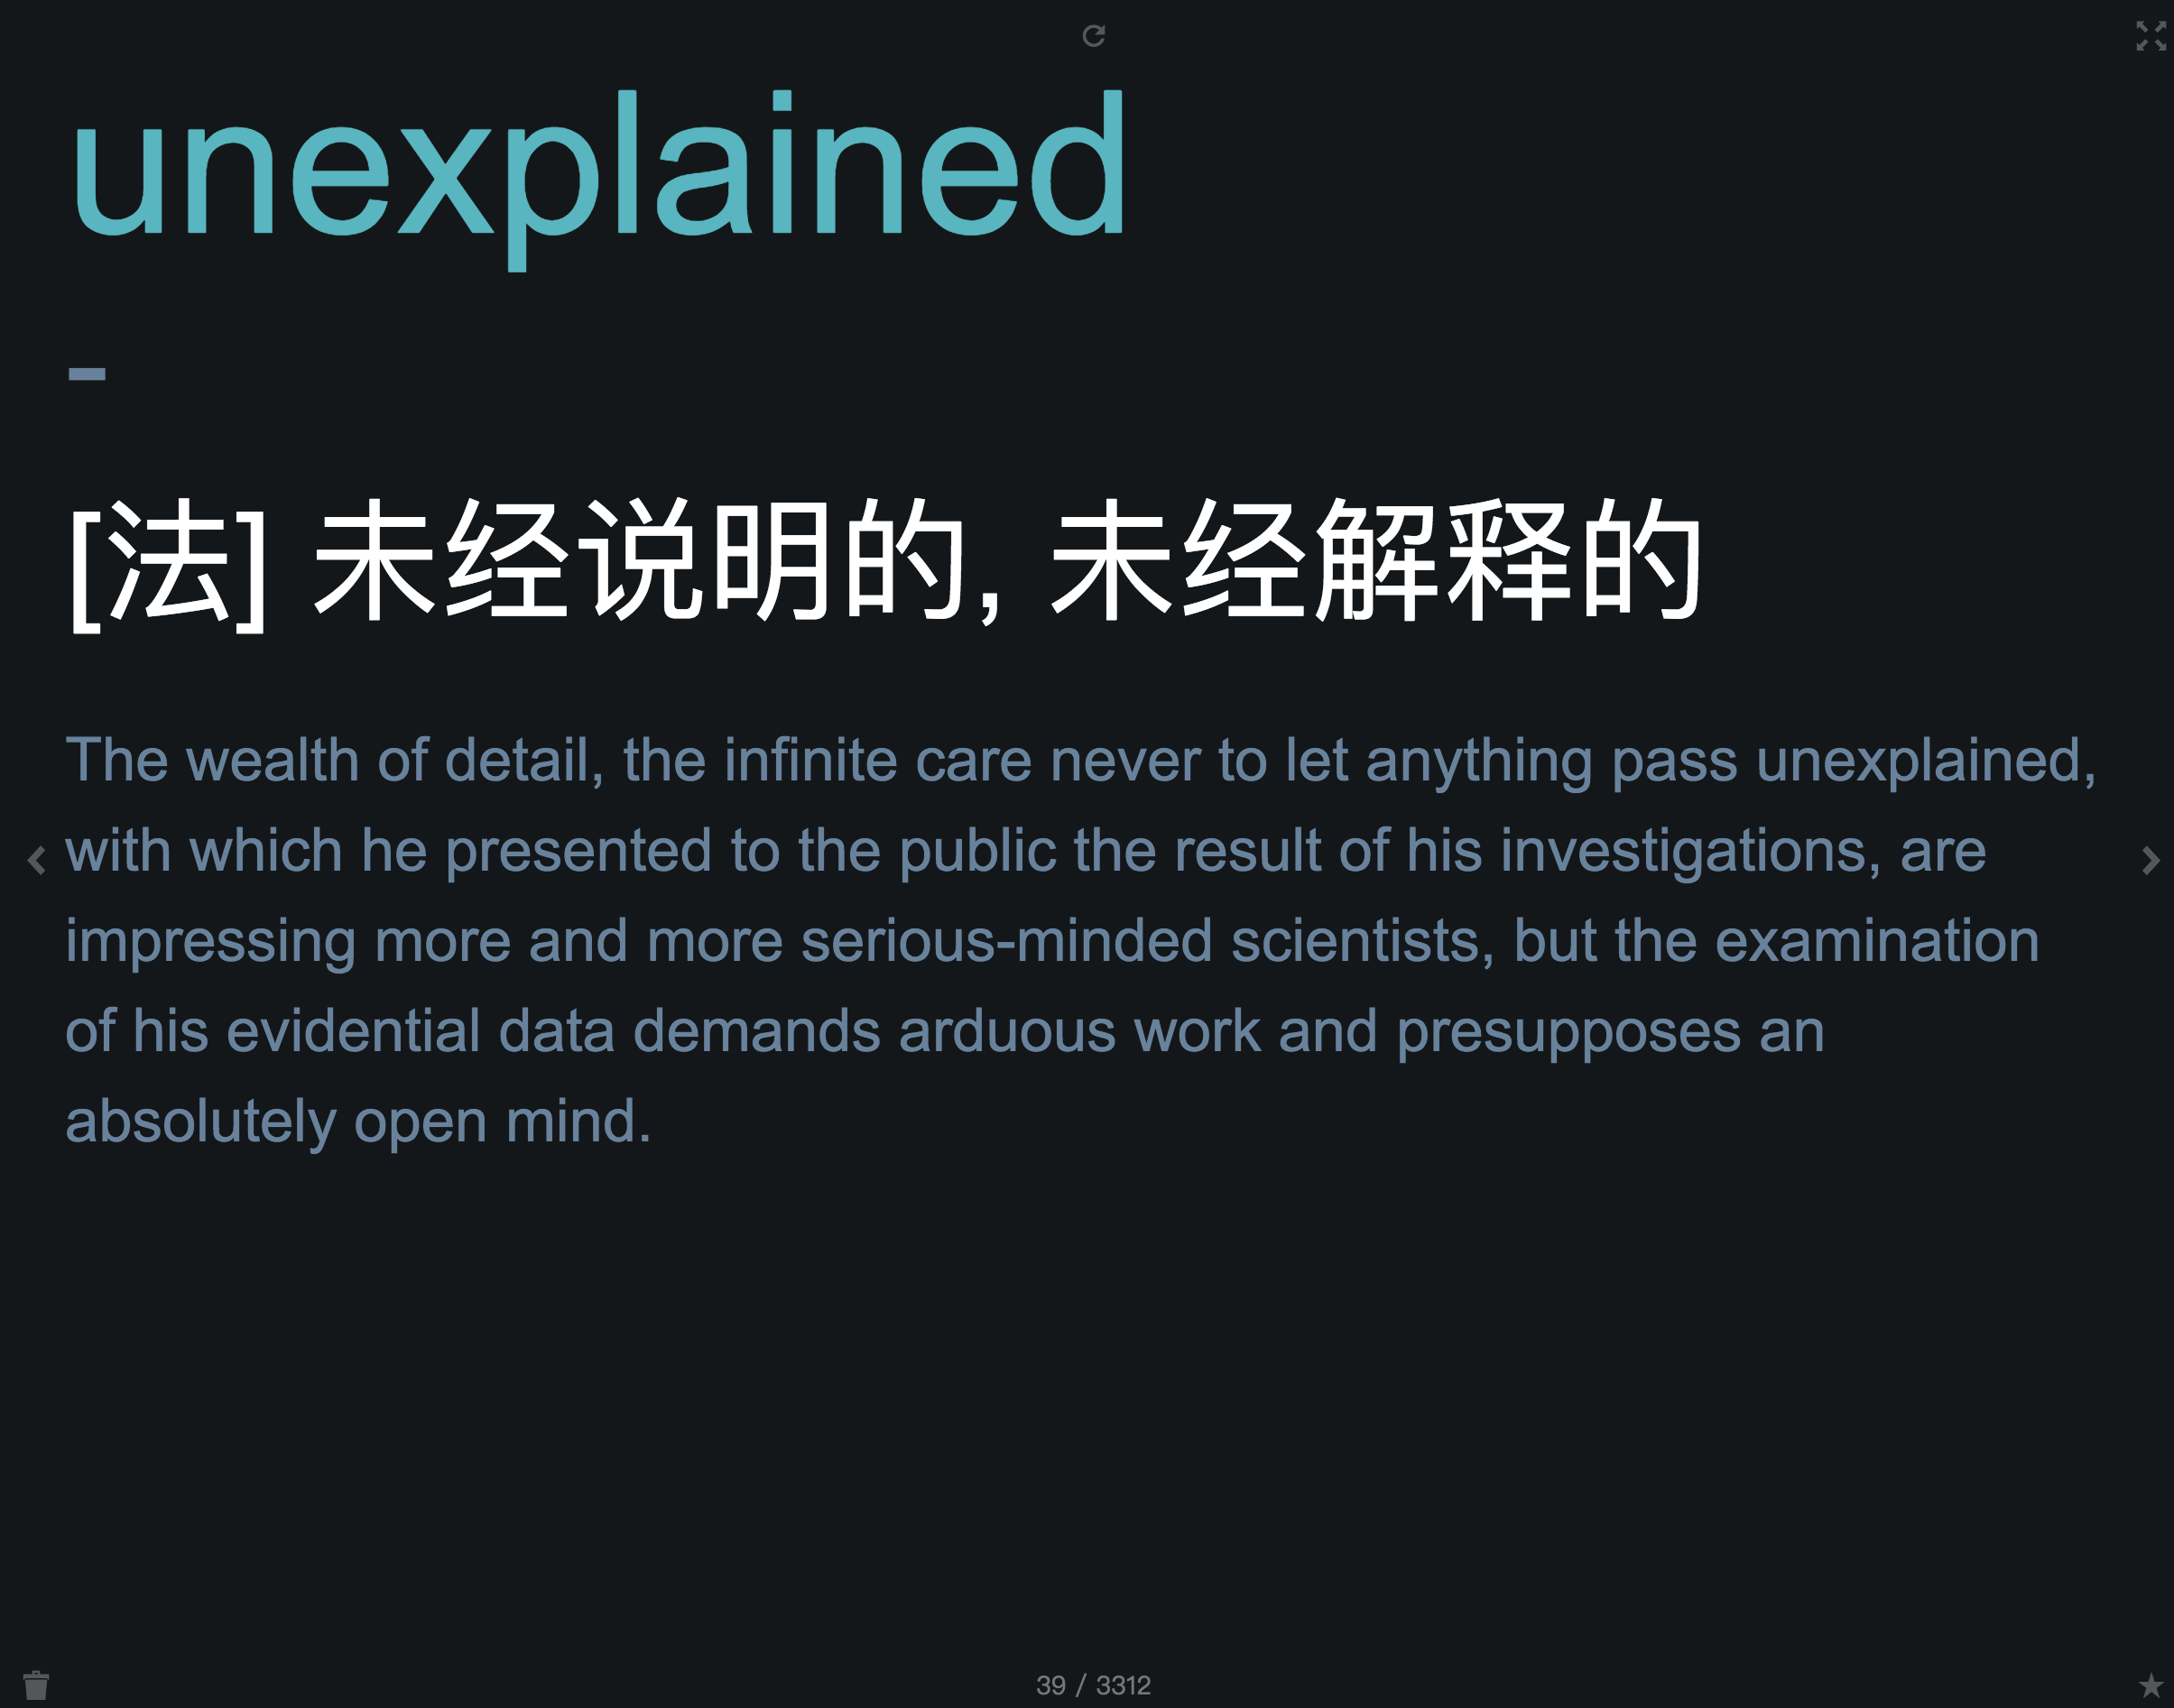 unexplained
[法] 未经说明的, 未经解释的
The wealth of detail, the infinite care never to let anything pass unexplained,
with which he presented to the public the result of his investigations, are
impressing more and more serious-minded scientists, but the examination
of his evidential data demands arduous work and presupposes an
absolutely open mind.
39 / 3312